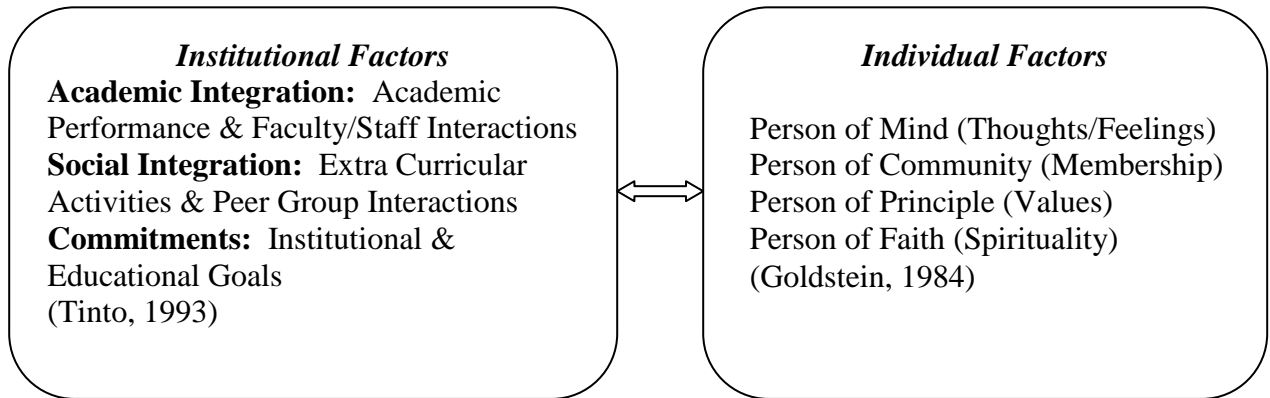 Institutional Factors
Academic Integration: Academic
Performance & Faculty/Staff Interactions
Social Integration: Extra Curricular
Activities & Peer Group Interactions
Commitments: Institutional &
Educational Goals
(Tinto, 1993)
Individual Factors
Person of Mind (Thoughts/Feelings)
Person of Community (Membership)
Person of Principle (Values)
Person of Faith (Spirituality)
(Goldstein, 1984)